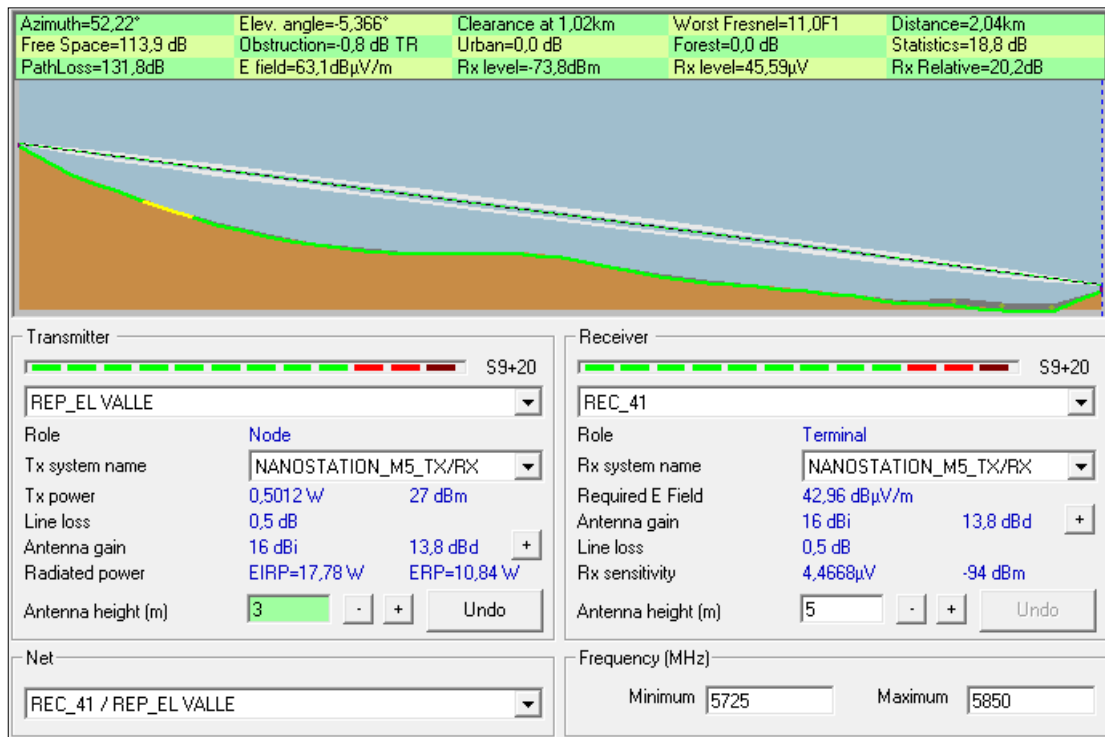 Azimuth=52,22° Elev. angle=-5,366° Clearance at 1,02km Worst Fresnel=11,0F1 Distance=2,04km
Free Space=113,9 dB Obstruction=-0,8 dB TR Urban=0,0 dB Forest=0,0 dB Statistics=18,8 dB
PathLoss=131,8dB E field=63,1dBµV/m Rx level=-73,8dBm Rx level=45,59µV Rx Relative=20,2dB
Transmitter
S9+20
REP_EL VALLE
Role Node
Tx system name NANOSTATION_M5_TX/RX
Tx power 0,5012 W 27 dBm
Line loss 0,5 dB
Antenna gain 16 dBi 13,8 dBd +
Radiated power EIRP=17,78 W ERP=10,84 W
Antenna height (m) 3 - + Undo
Receiver
S9+20
REC_41
Role Terminal
Rx system name NANOSTATION_M5_TX/RX
Required E Field 42,96 dBµV/m
Antenna gain 16 dBi 13,8 dBd +
Line loss 0,5 dB
Rx sensitivity 4,4668µV -94 dBm
Antenna height (m) 5 - + Undo
Net
REC_41 / REP_EL VALLE
Frequency (MHz)
Minimum 5725 Maximum 5850